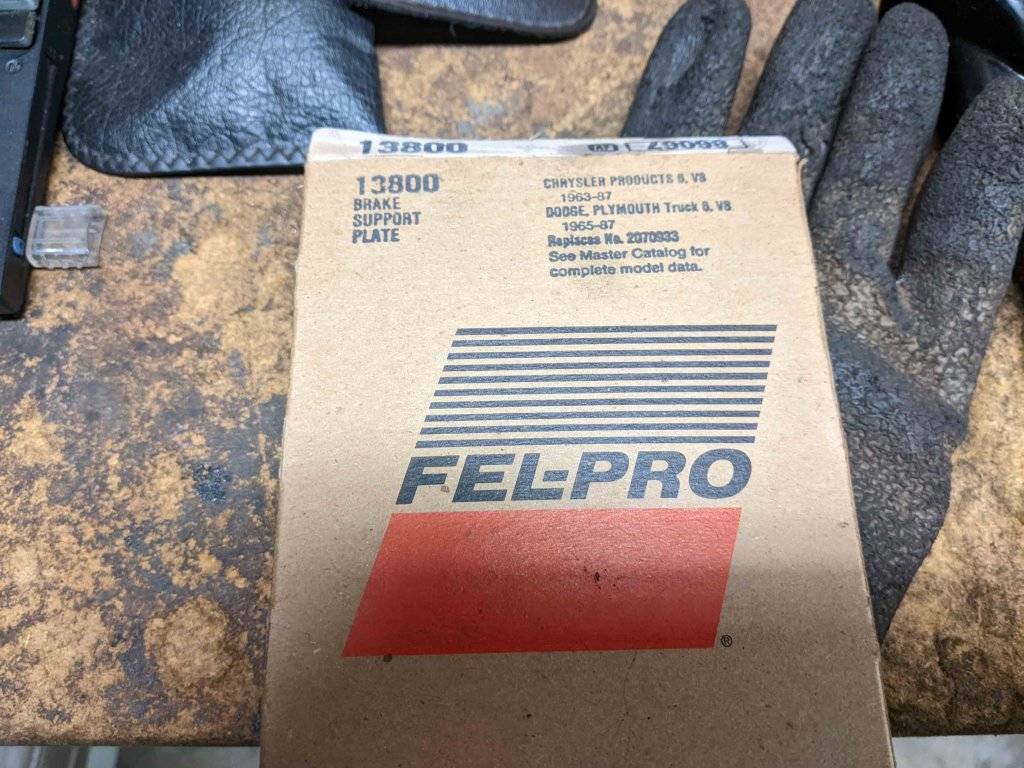 13800
13800
BRAKE
SUPPORT
PLATE
CHRYSLER PRODUCTS 6, V8
1963-87
DODGE, PLYMOUTH Truck 6, V8
1965-87
Replaces No. 2070933
See Master Catalog for
complete model data.
FEL-PRO
®